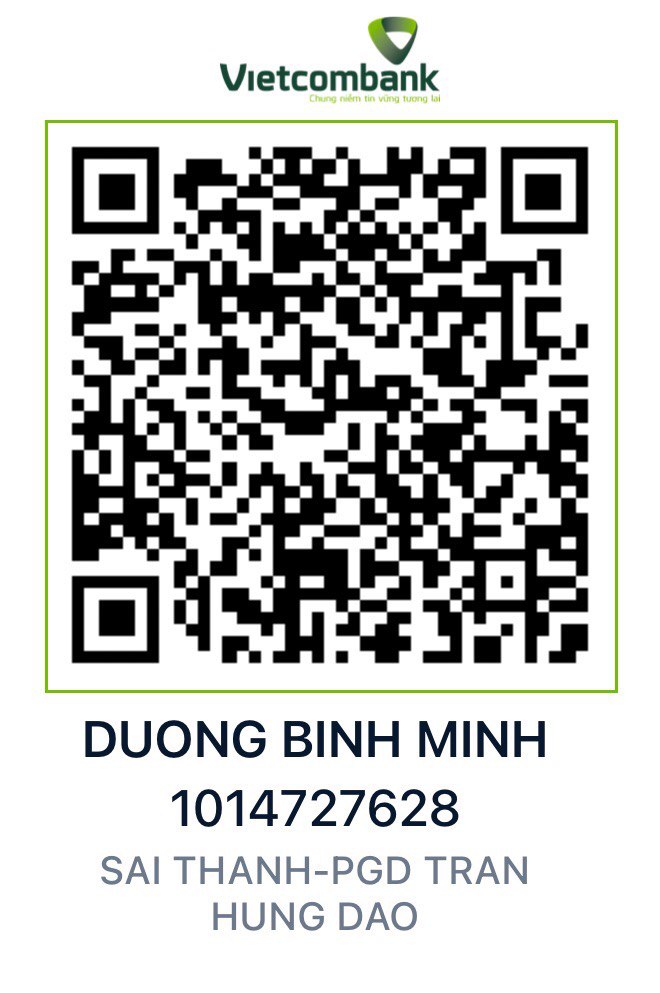 Vietcombank
Chung niềm tin vững tương lai
DUONG BINH MINH
1014727628
SAI THANH-PGD TRAN
HUNG DAO